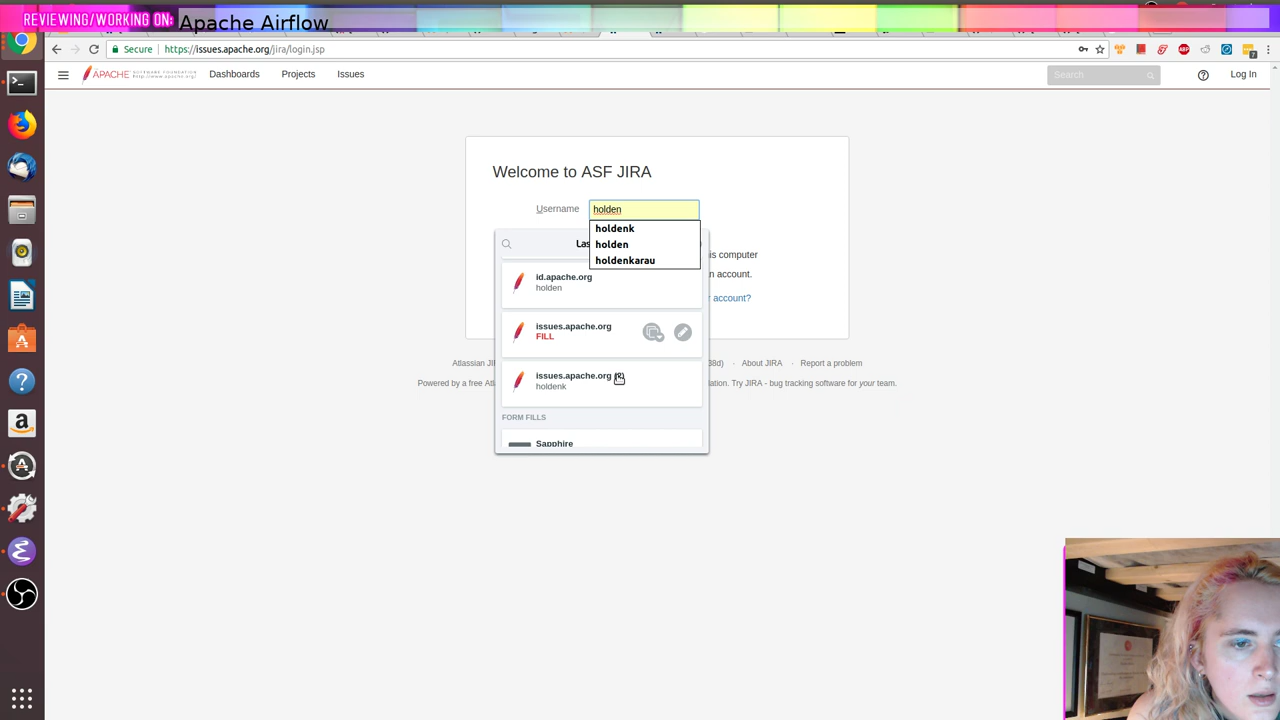 REVIEWING/WORKING ON: Apache Airflow
Secure https://issues.apache.org/jira/login.jsp
APACHE SOFTWARE FOUNDATION
http://www.apache.org/
Dashboards Projects Issues Search Log In
Welcome to ASF JIRA
Username holden
holdenk
holden
holdenkarau
Las
is computer
n account.
r account?
id.apache.org
holden
issues.apache.org
FILL
issues.apache.org
holdenk
FORM FILLS
Sapphire
Atlassian JI 38d) · About JIRA · Report a problem
Powered by a free Atl lation. Try JIRA - bug tracking software for your team.